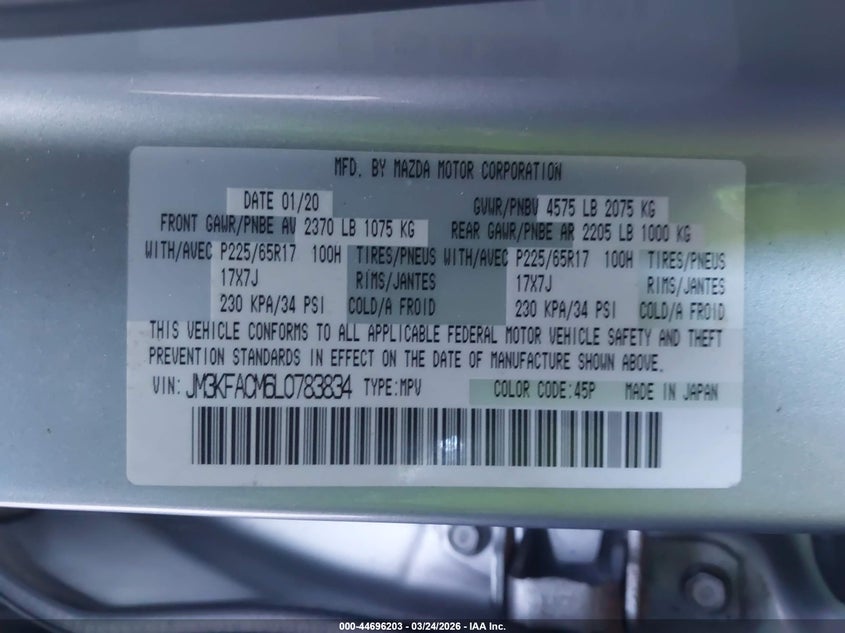 MFD. BY MAZDA MOTOR CORPORATION
DATE 01/20 GVWR/PNBV 4575 LB 2075 KG
FRONT GAWR/PNBE AV 2370 LB 1075 KG REAR GAWR/PNBE AR 2205 LB 1000 KG
WITH/AVEC P225/65R17 100H TIRES/PNEUS WITH/AVEC P225/65R17 100H TIRES/PNEUS
17X7J RIMS/JANTES 17X7J RIMS/JANTES
230 KPA/34 PSI COLD/A FROID 230 KPA/34 PSI COLD/A FROID
THIS VEHICLE CONFORMS TO ALL APPLICABLE FEDERAL MOTOR VEHICLE SAFETY AND THEFT
PREVENTION STANDARDS IN EFFECT ON THE DATE OF MANUFACTURE SHOWN ABOVE.
VIN: JM3KFACM6L0783834 TYPE:MPV COLOR CODE:45P MADE IN JAPAN
000-44696203 - 03/24/2026 - IAA Inc.